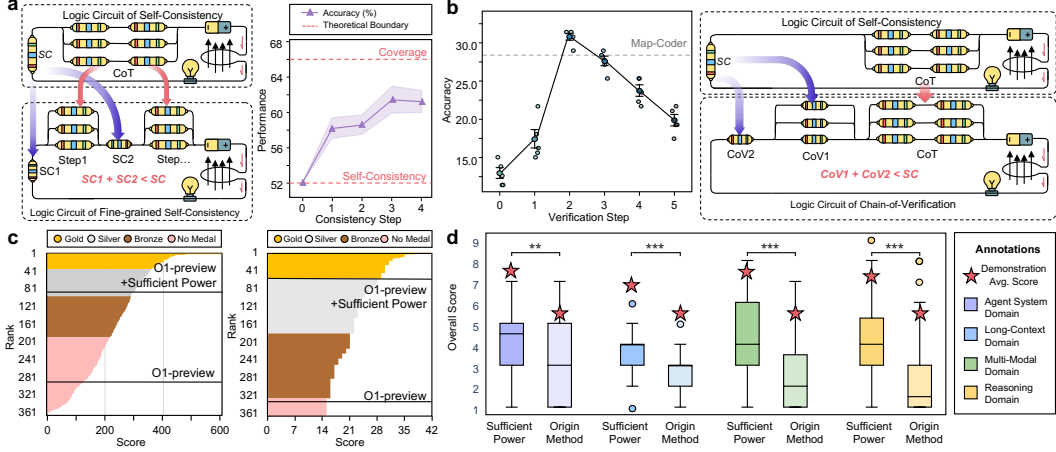 a
Logic Circuit of Self-Consistency
SC
CoT
Step1
SC2
Step...
SC1
SC1 + SC2 < SC
Logic Circuit of Fine-grained Self-Consistency
Accuracy (%)
Theoretical Boundary
Coverage
Self-Consistency
Performance
68
64
60
56
52
0 1 2 3 4
Consistency Step
b
Map-Coder
Accuracy
30.0
25.0
20.0
15.0
0 1 2 3 4 5
Verification Step
Logic Circuit of Self-Consistency
SC
CoT
CoV2
CoV1
CoT
CoV1 + CoV2 < SC
Logic Circuit of Chain-of-Verification
c
Gold Silver Bronze No Medal
O1-preview
+Sufficient Power
O1-preview
Rank
1
41
81
121
161
201
241
281
321
361
0 200 400 600
Score
Gold Silver Bronze No Medal
O1-preview
+Sufficient Power
O1-preview
Rank
1
41
81
121
161
201
241
281
321
361
0 7 14 21 28 35 42
Score
d
Overall Score
9
8
7
6
5
4
3
2
1
** *** *** ***
Sufficient Power
Origin Method
Sufficient Power
Origin Method
Sufficient Power
Origin Method
Sufficient Power
Origin Method
Annotations
Demonstration
Avg. Score
Agent System
Domain
Long-Context
Domain
Multi-Modal
Domain
Reasoning
Domain